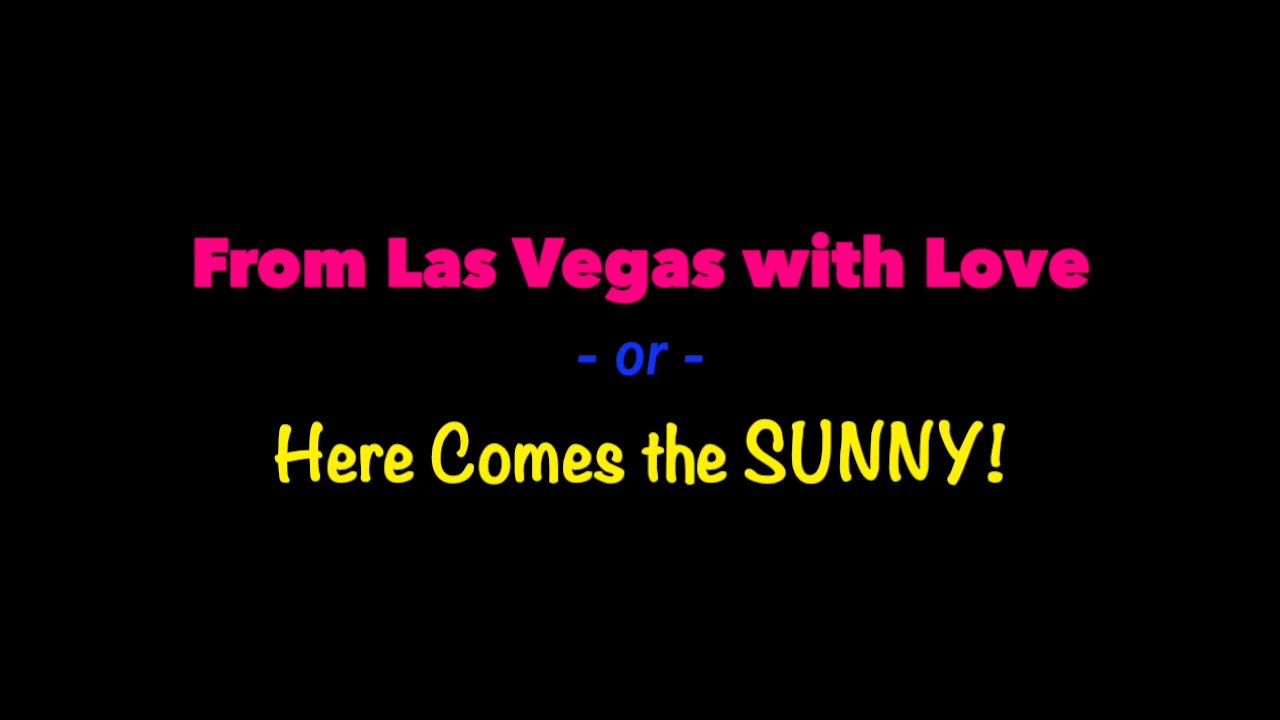 From Las Vegas with Love
- or -
Here Comes the SUNNY!